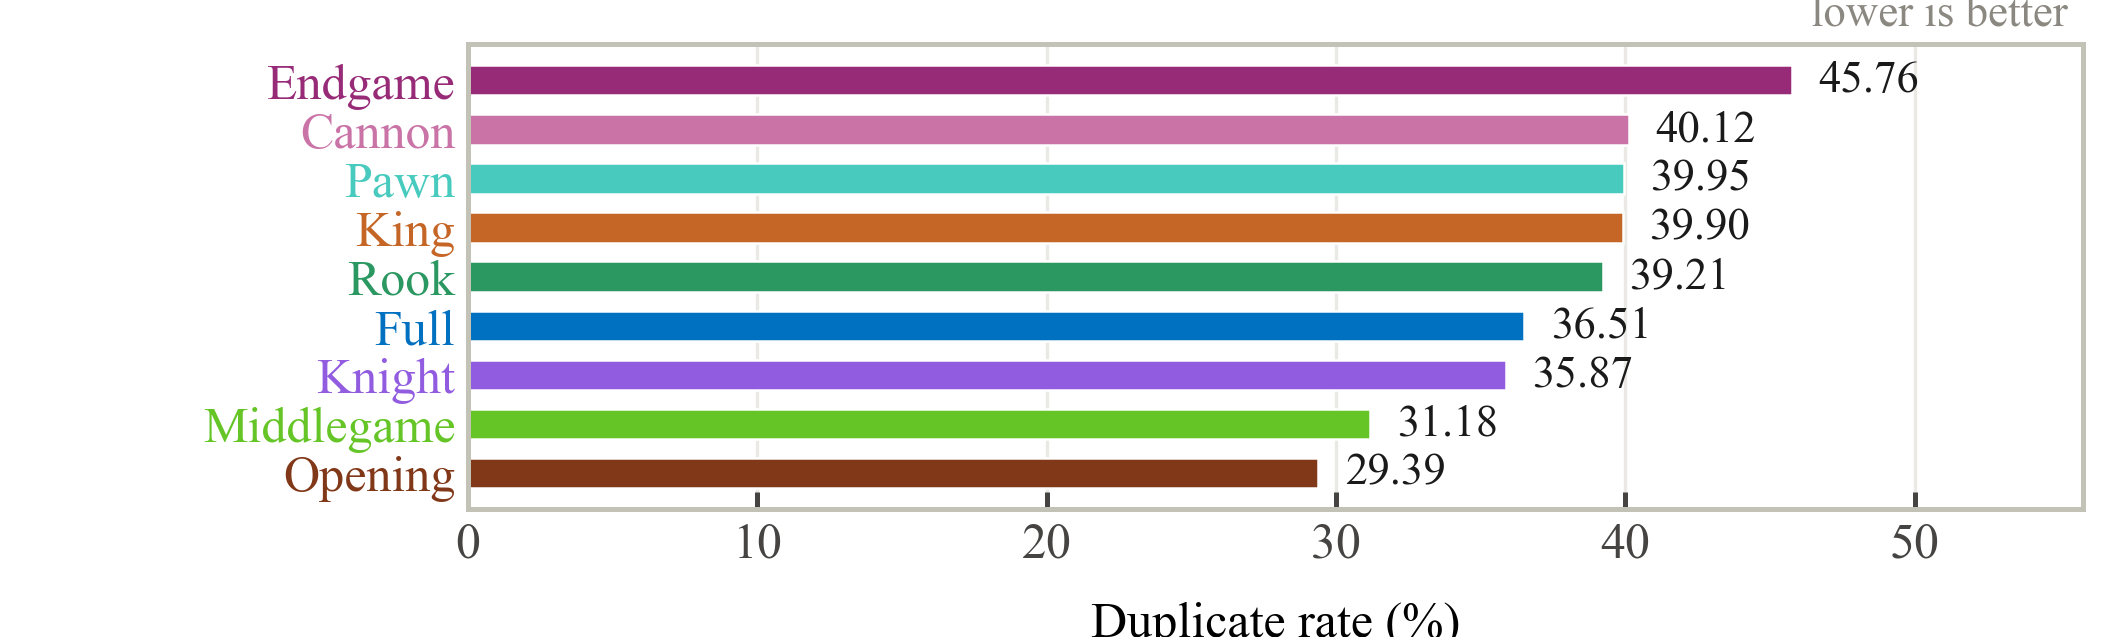 lower is better
Endgame 45.76
Cannon 40.12
Pawn 39.95
King 39.90
Rook 39.21
Full 36.51
Knight 35.87
Middlegame 31.18
Opening 29.39
0 10 20 30 40 50
Duplicate rate (%)